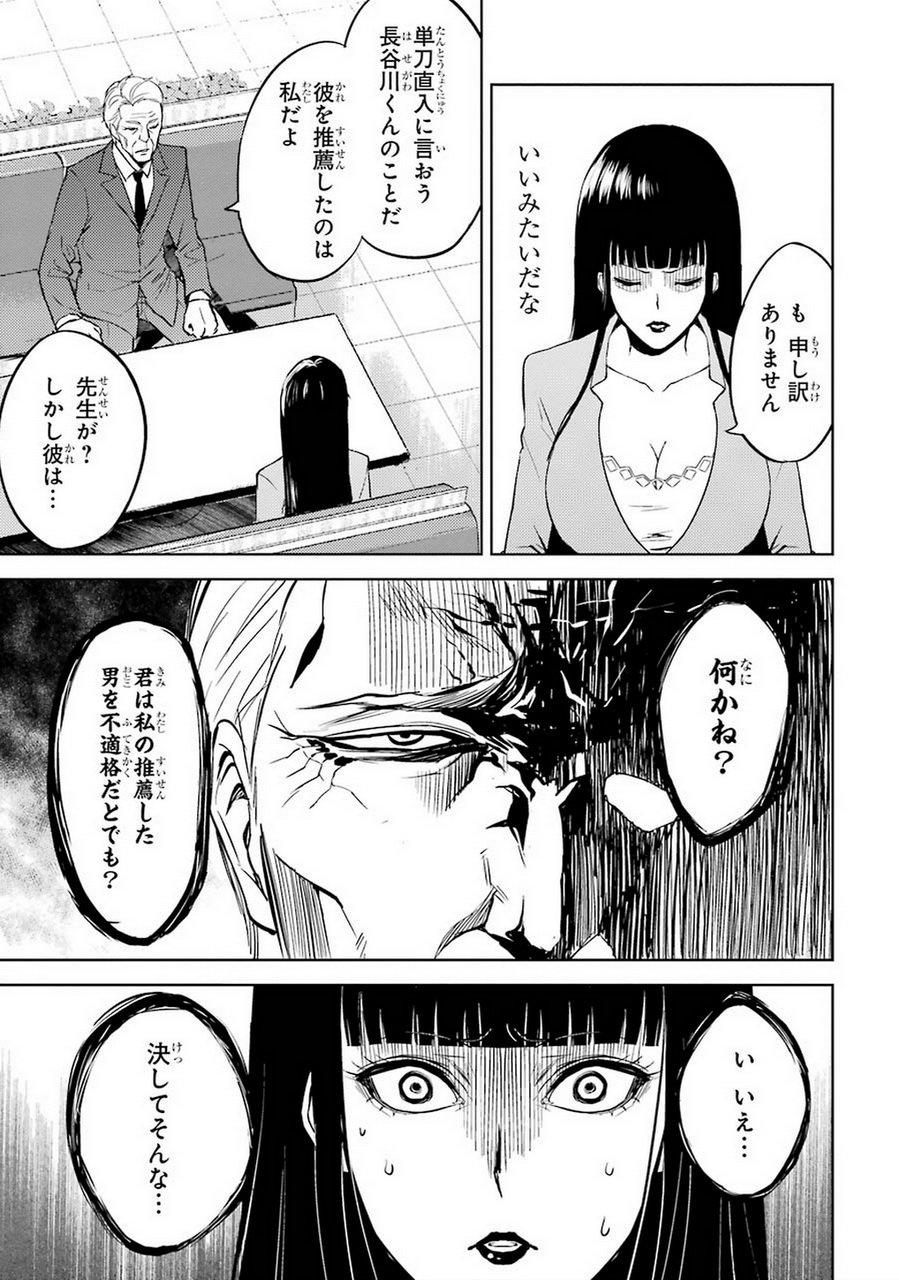 も 申し訳
ありません
いいみたいだな
単刀直入に言おう
長谷川くんのことだ
彼を推薦したのは
私だよ
先生が？
しかし彼は…
何かね？
君は私の推薦した
男を不適格だとでも？
い いえ…
決してそんな…